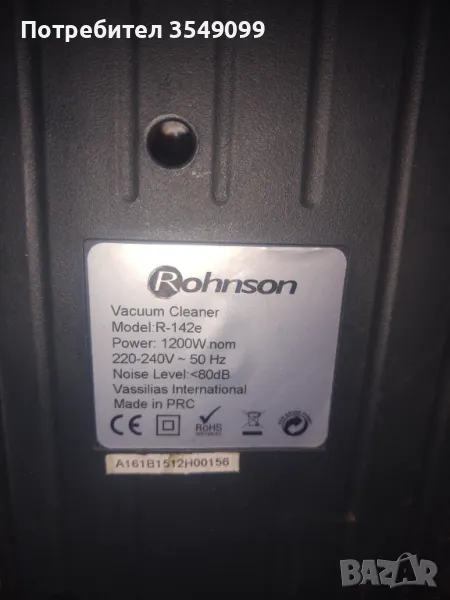 Потребител 3549099
Rohnson
Vacuum Cleaner
Model:R-142e
Power: 1200W.nom
220-240V ~ 50 Hz
Noise Level:<80dB
Vassilias International
Made in PRC
CE
RoHS
A161B1512H00156
BAZAR